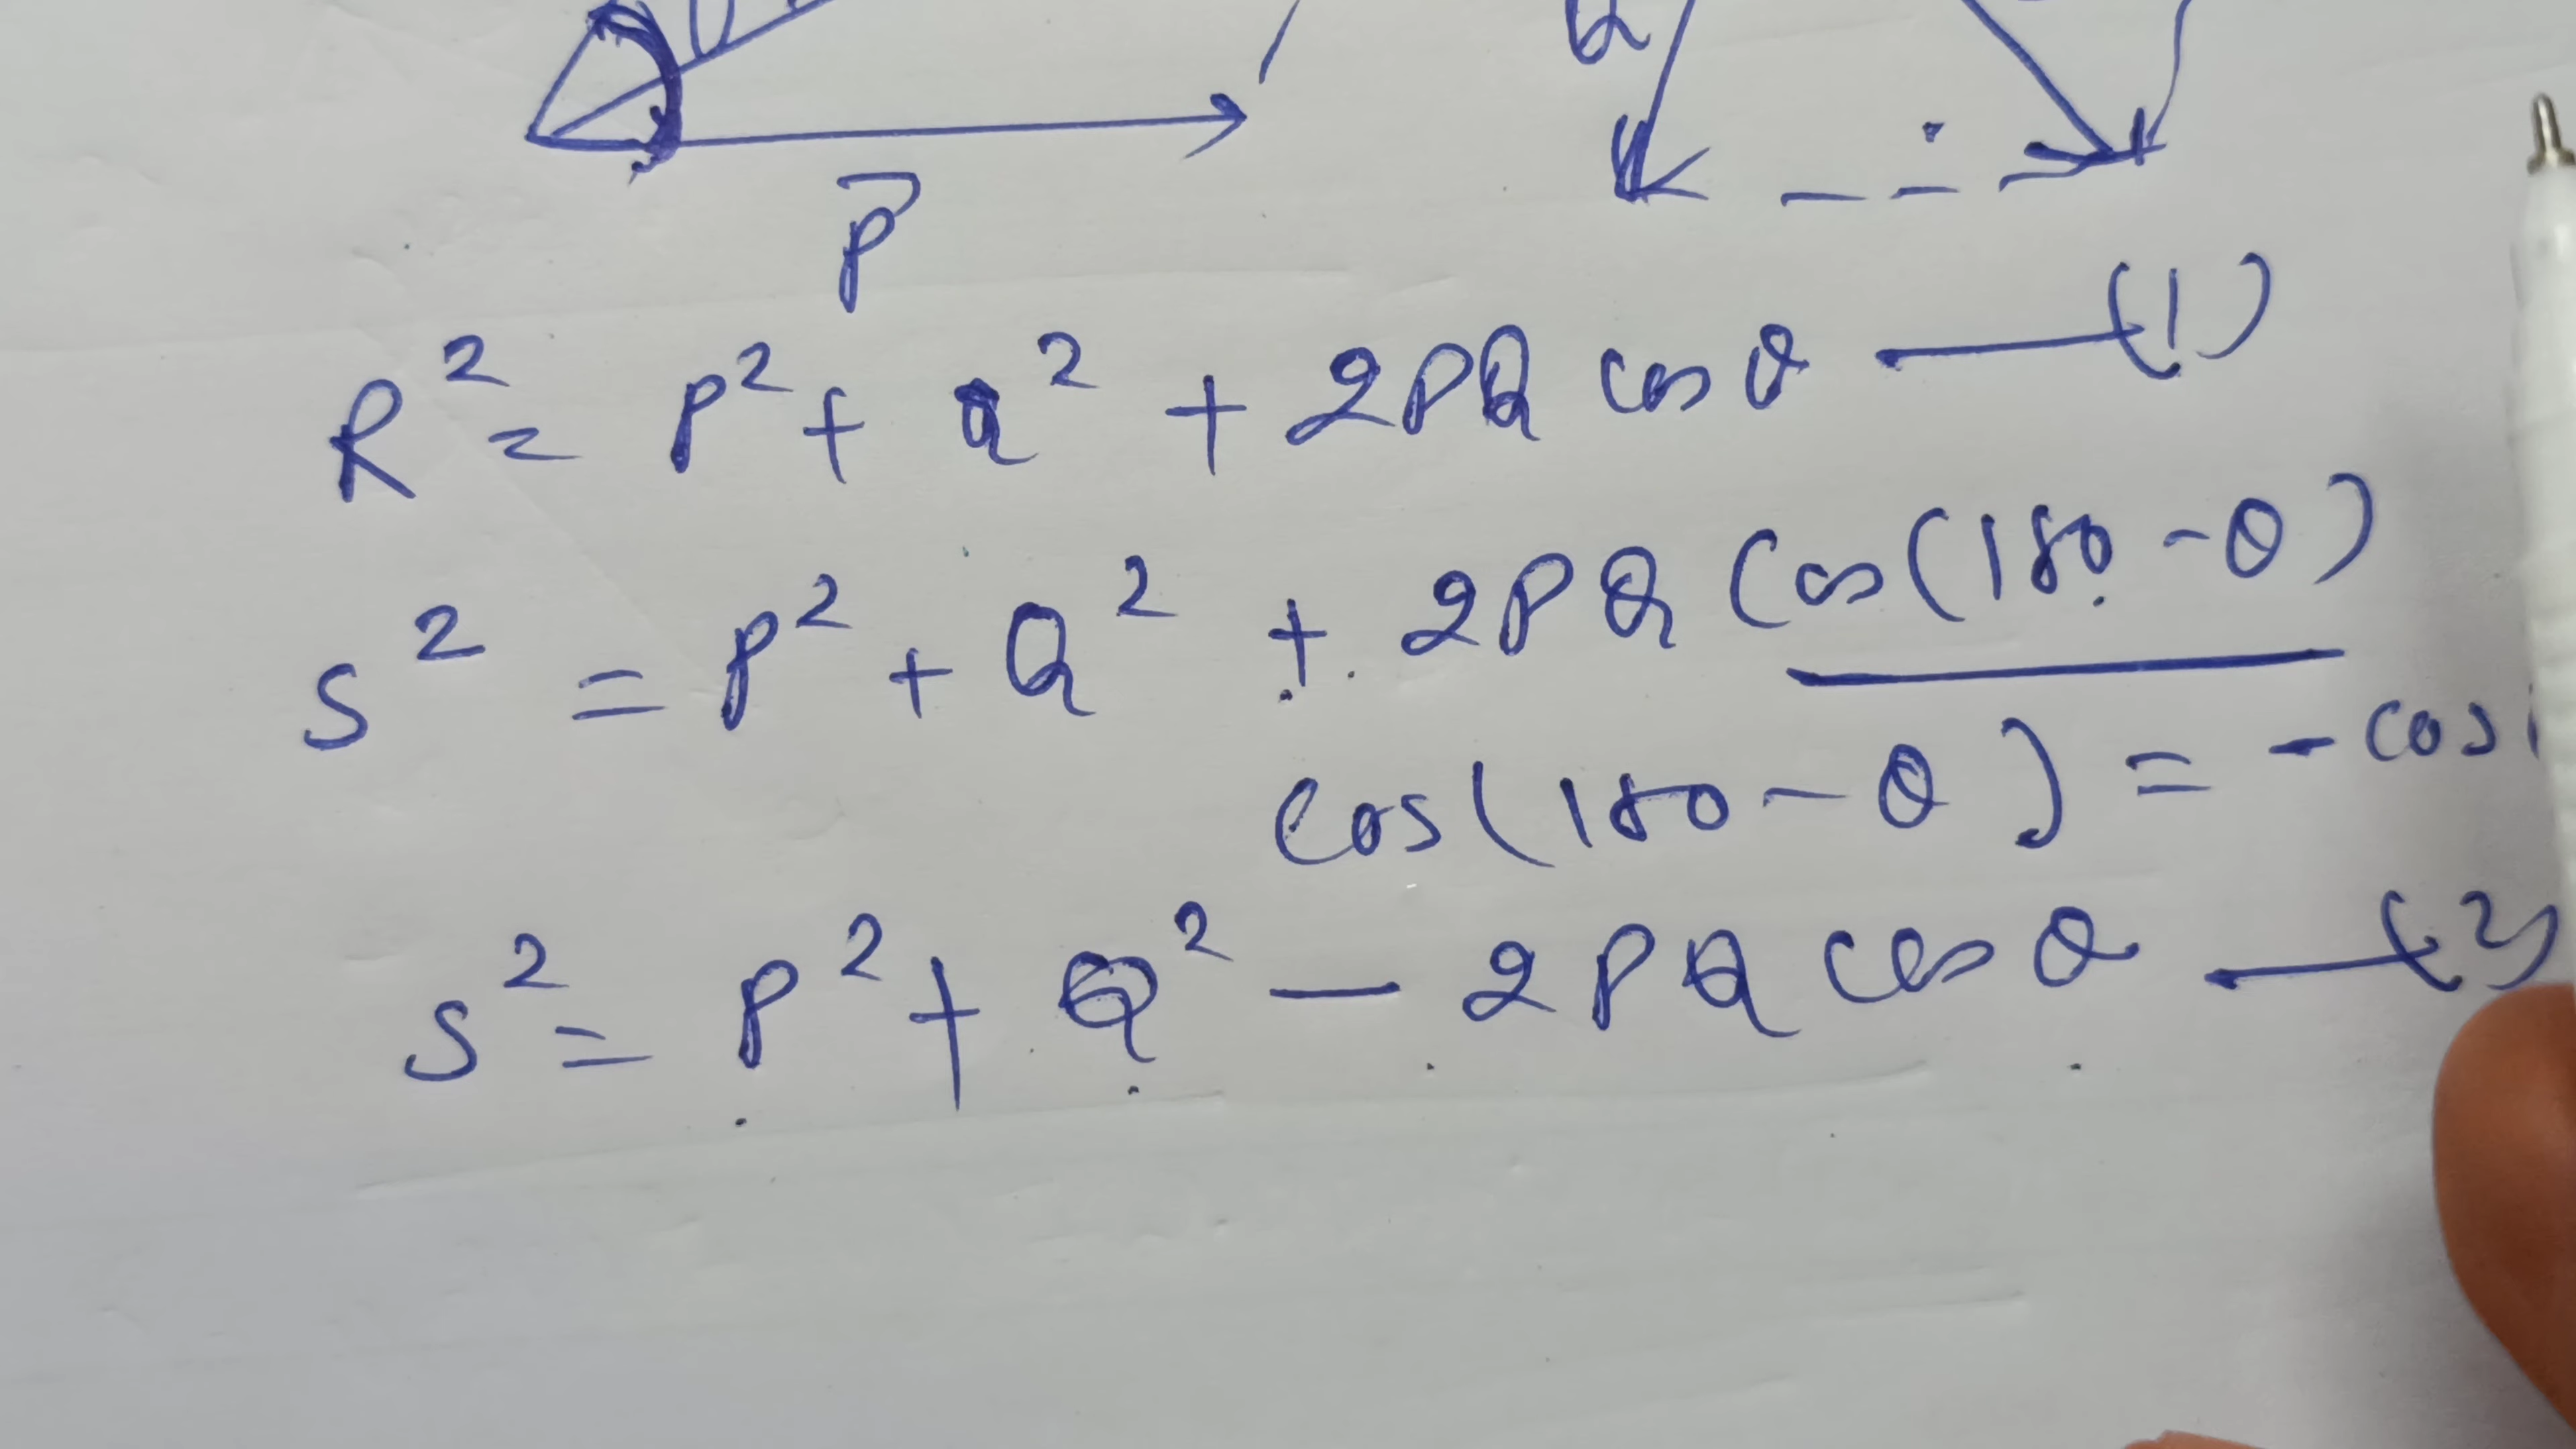 Q
P⃗
R² = P² + Q² + 2PQ cos θ — (1)
S² = P² + Q² + 2PQ Cos(180 - θ)
Cos(180 - θ) = - cos
S² = P² + Q² - 2PQ cos θ — (2)